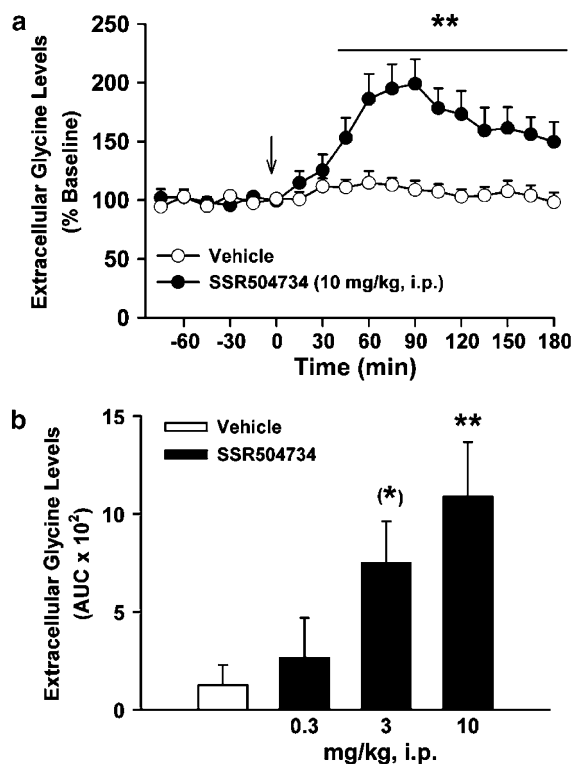 a
**
Extracellular Glycine Levels
(% Baseline)
250
200
150
100
50
0
Vehicle
SSR504734 (10 mg/kg, i.p.)
-60 -30 0 30 60 90 120 150 180
Time (min)
b
Extracellular Glycine Levels
(AUC x 10²)
15
10
5
0
Vehicle
SSR504734
(*)
**
0.3 3 10
mg/kg, i.p.